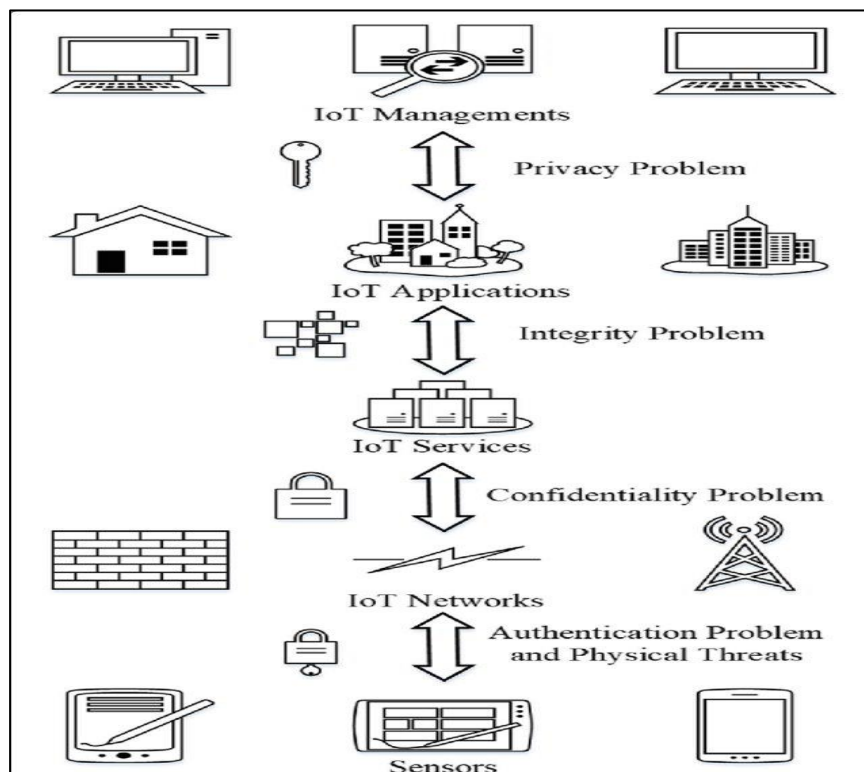 IoT Managements
Privacy Problem
IoT Applications
Integrity Problem
IoT Services
Confidentiality Problem
IoT Networks
Authentication Problem
and Physical Threats
Sensors